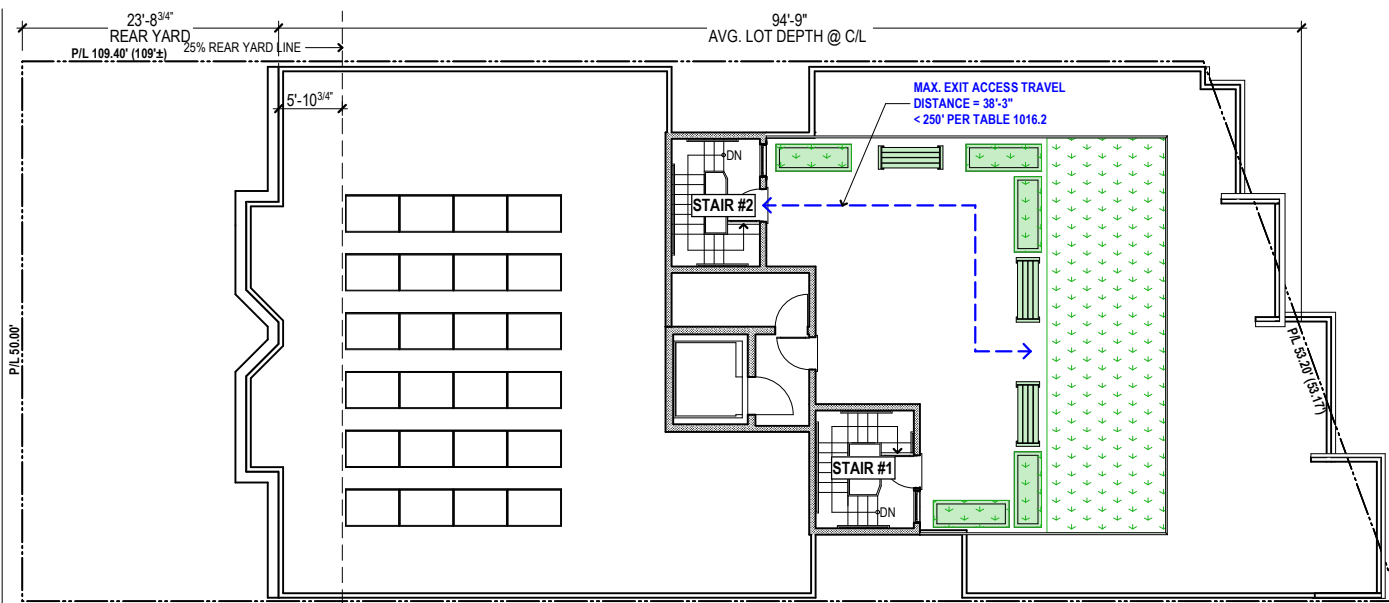 23'-8 3/4"
REAR YARD
94'-9"
AVG. LOT DEPTH @ C/L
P/L 109.40' (109'±)
25% REAR YARD LINE
5'-10 3/4"
MAX. EXIT ACCESS TRAVEL
DISTANCE = 38'-3"
< 250' PER TABLE 1016.2
DN
STAIR #2
P/L 50.00'
P/L 53.20' (53.17')
STAIR #1
DN